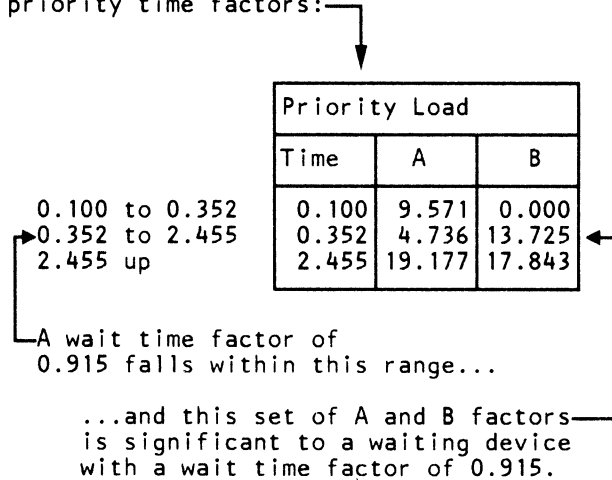 priority time factors:
Priority Load
Time A B
0.100 to 0.352 0.100 9.571 0.000
0.352 to 2.455 0.352 4.736 13.725
2.455 up 2.455 19.177 17.843
A wait time factor of
0.915 falls within this range...
...and this set of A and B factors
is significant to a waiting device
with a wait time factor of 0.915.